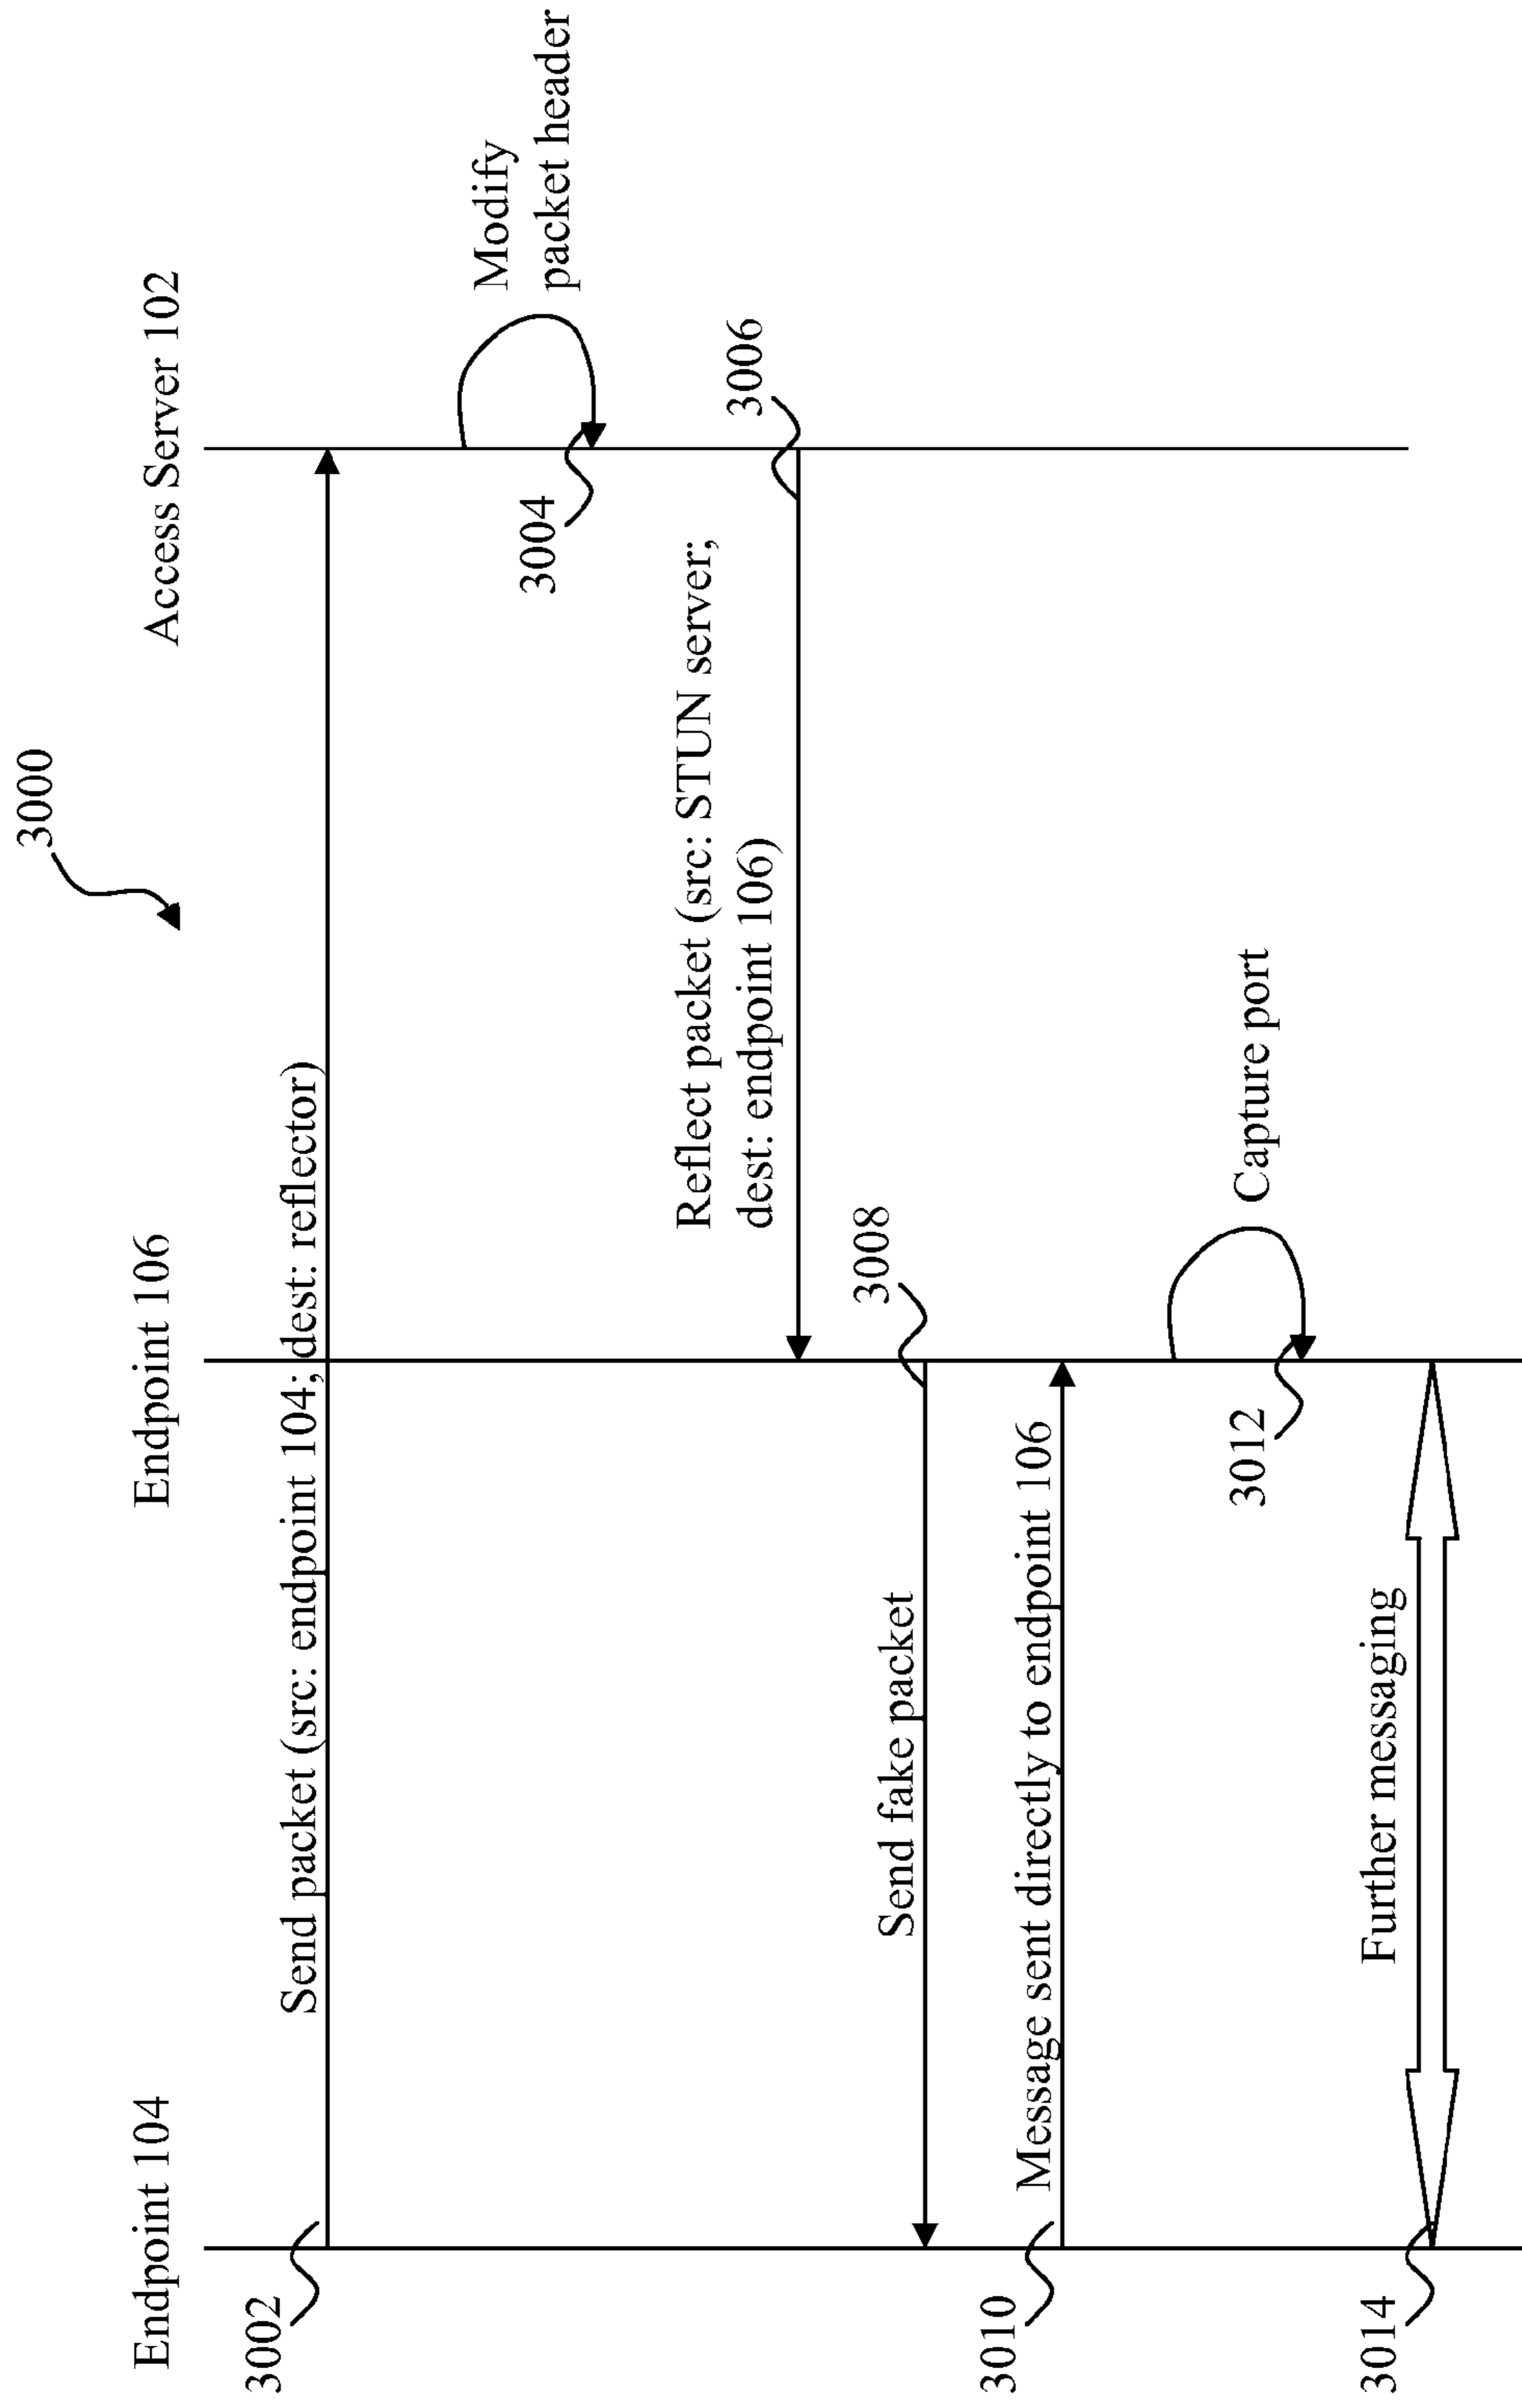 3000
Endpoint 104
Endpoint 106
Access Server 102
3002
Send packet (src: endpoint 104; dest: reflector)
Modify
packet header
3004
3006
Reflect packet (src: STUN server;
dest: endpoint 106)
3008
Send fake packet
3010
Message sent directly to endpoint 106
Capture port
3012
3014
Further messaging